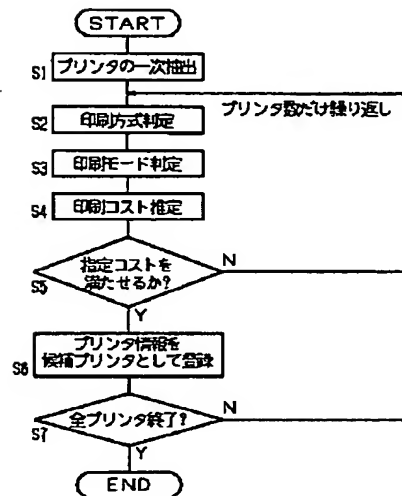 START
S1 プリンタの一次抽出
プリンタ数だけ繰り返し
S2 印刷方式判定
S3 印刷モード判定
S4 印刷コスト推定
指定コストを
満たせるか?
S5
N
Y
プリンタ情報を
候補プリンタとして登録
S6
全プリンタ終了?
S7
N
Y
END